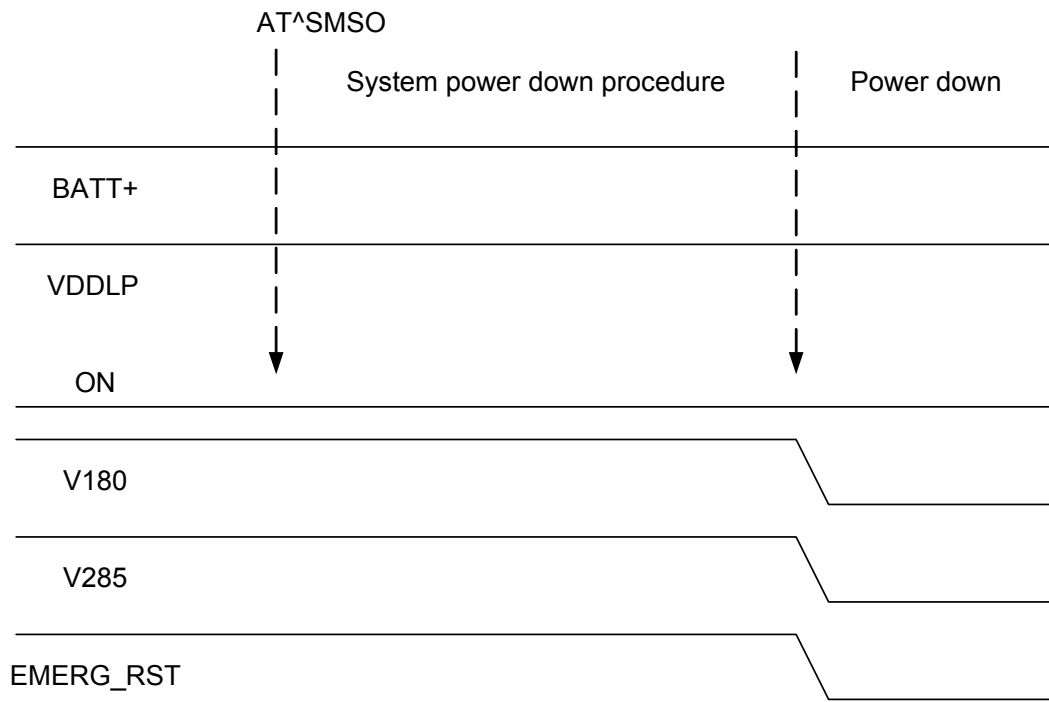 AT^SMSO
System power down procedure
Power down
BATT+
VDDLP
ON
V180
V285
EMERG_RST